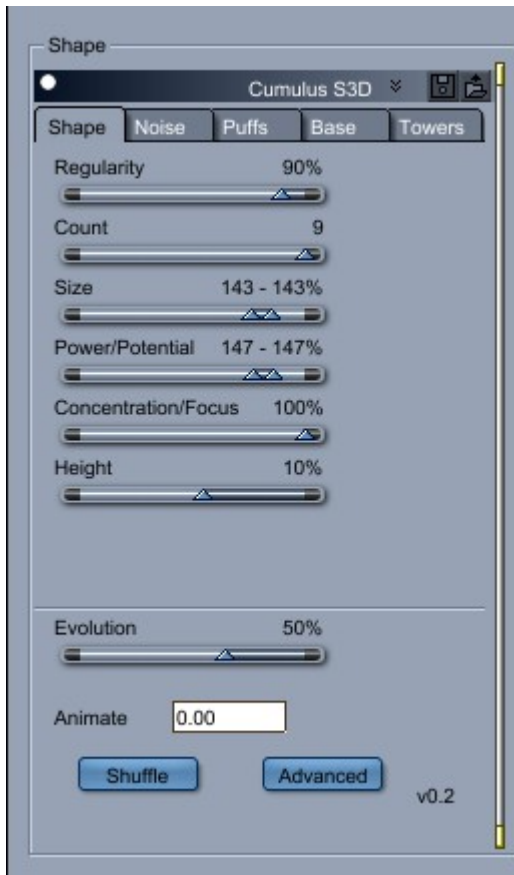 Shape
Cumulus S3D
Shape Noise Puffs Base Towers
Regularity 90%
Count 9
Size 143 - 143%
Power/Potential 147 - 147%
Concentration/Focus 100%
Height 10%
Evolution 50%
Animate 0.00
Shuffle Advanced
v0.2